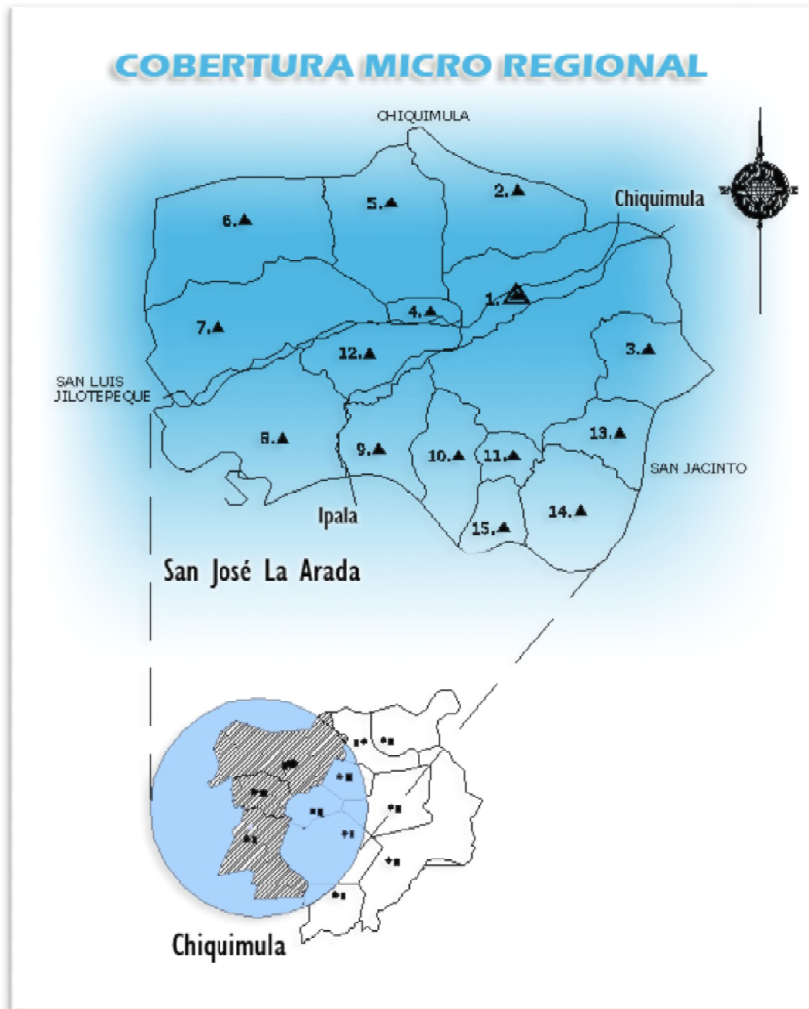 COBERTURA MICRO REGIONAL
CHIQUIMULA
Chiquimula
2.
5.
6.
1.
4.
7.
12.
3.
SAN LUIS
JILOTEPEQUE
13.
8.
9.
10.
11.
SAN JACINTO
Ipala
14.
15.
San José La Arada
Chiquimula